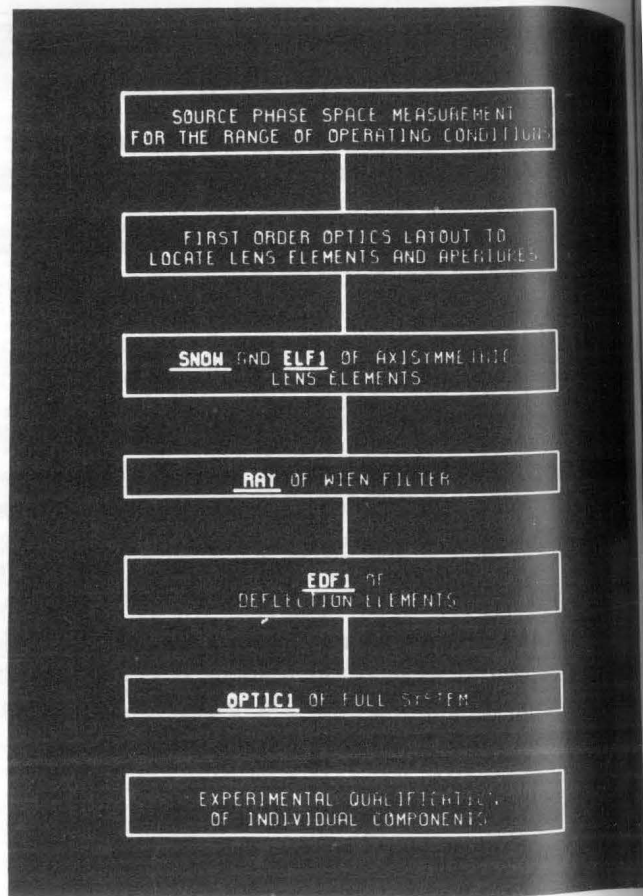 SOURCE PHASE SPACE MEASUREMENT
FOR THE RANGE OF OPERATING CONDITIONS
FIRST ORDER OPTICS LAYOUT TO
LOCATE LENS ELEMENTS AND APERTURES
SNOW AND ELF1 OF AXISYMMETRIC
LENS ELEMENTS
RAY OF WIEN FILTER
EDF1 OF
DEFLECTION ELEMENTS
OPTIC1 OF FULL SYSTEM
EXPERIMENTAL QUALIFICATION
OF INDIVIDUAL COMPONENTS